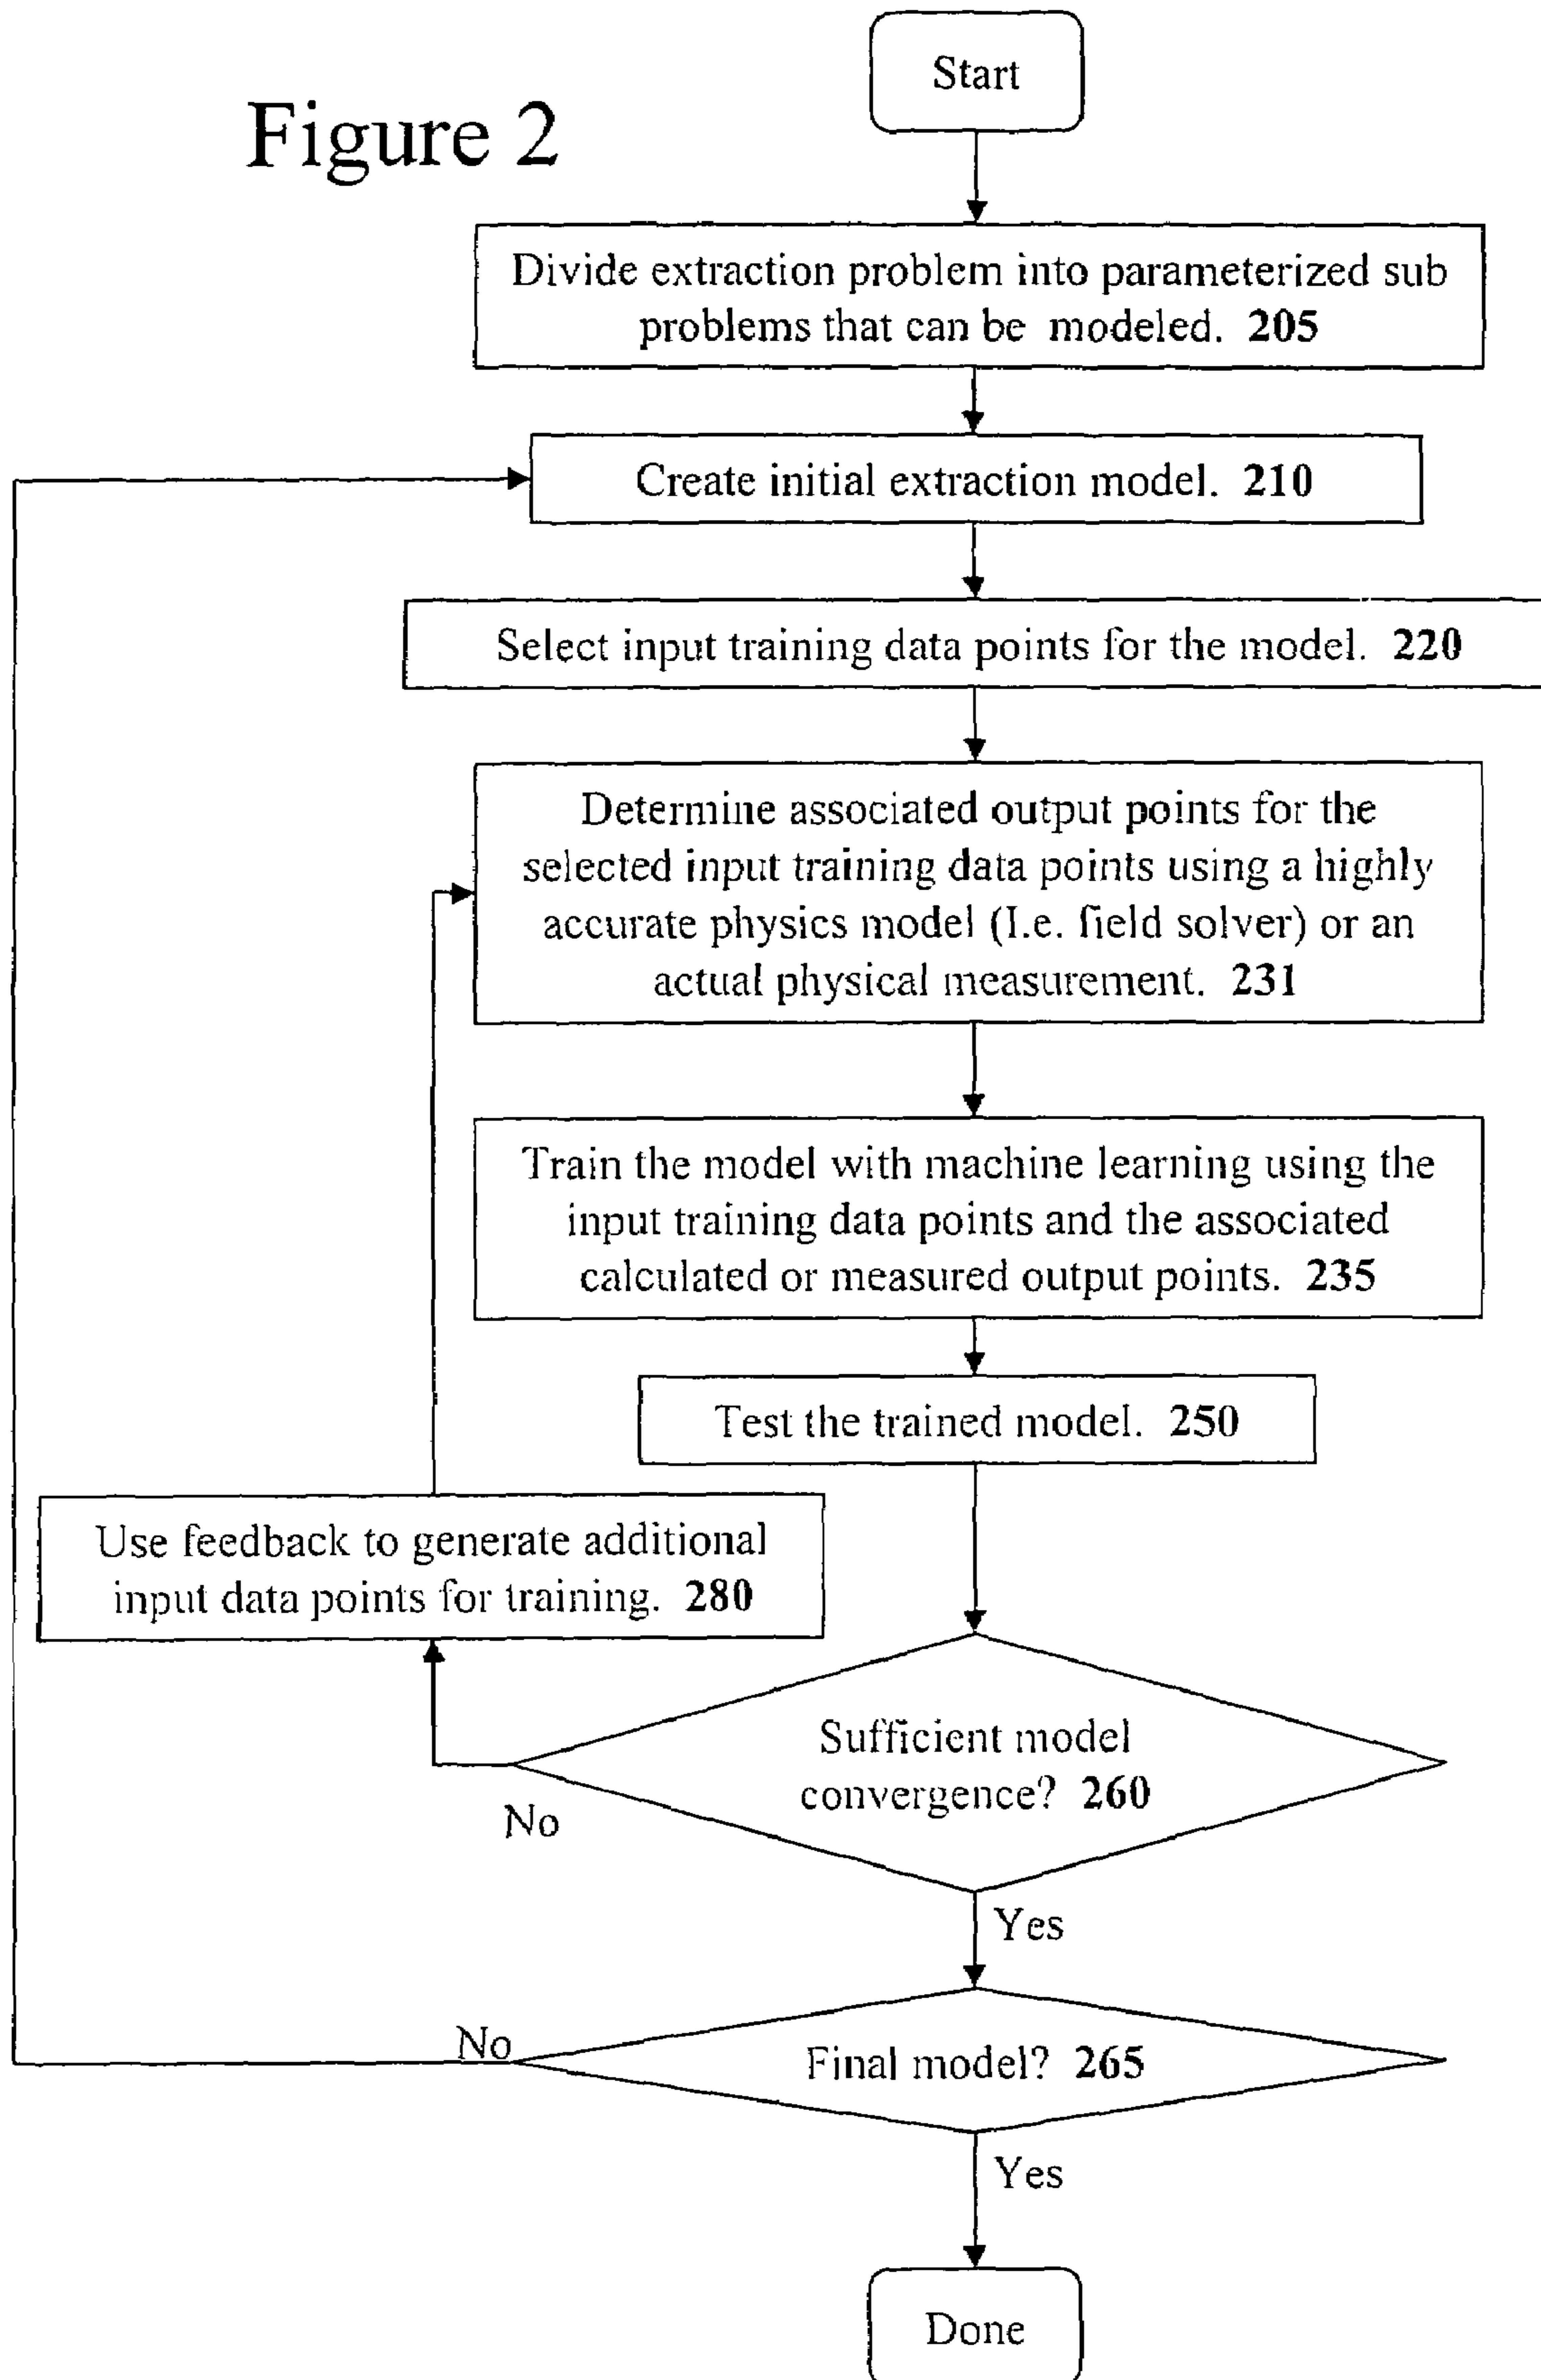 Start
Figure 2
Divide extraction problem into parameterized sub
problems that can be modeled. 205
Create initial extraction model. 210
Select input training data points for the model. 220
Determine associated output points for the
selected input training data points using a highly
accurate physics model (I.e. field solver) or an
actual physical measurement. 231
Train the model with machine learning using the
input training data points and the associated
calculated or measured output points. 235
Test the trained model. 250
Use feedback to generate additional
input data points for training. 280
Sufficient model
convergence? 260
No
Yes
No
Final model? 265
Yes
Done